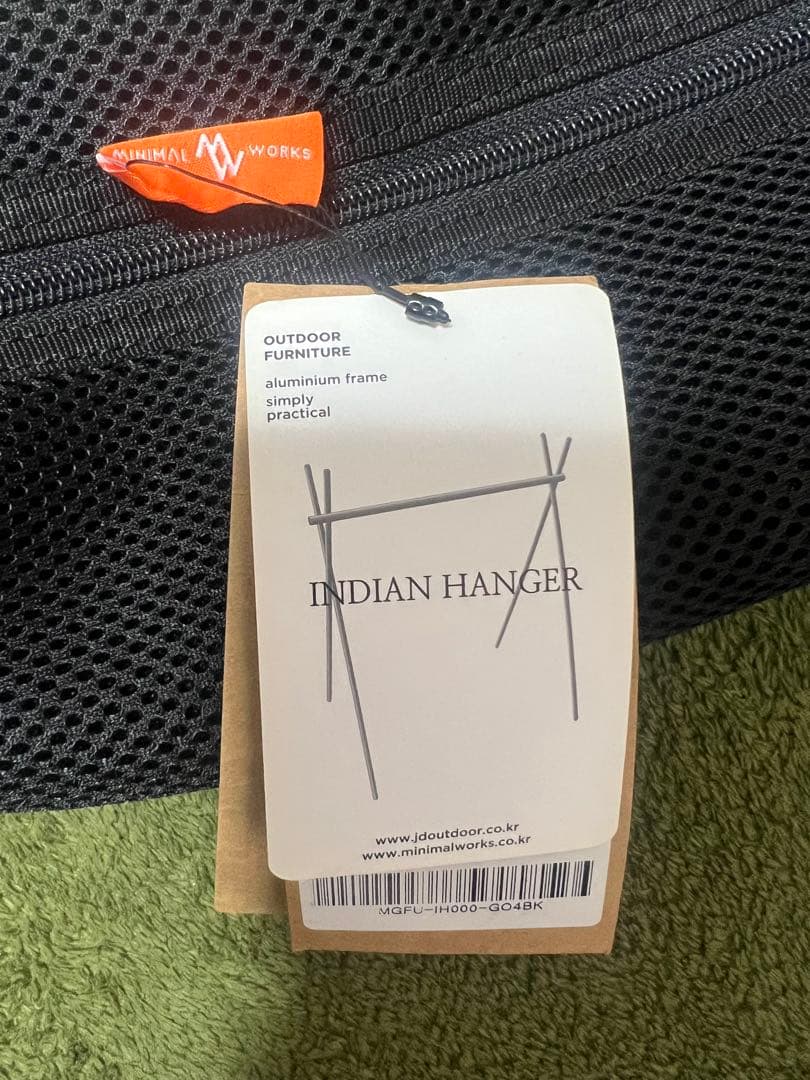 MINIMAL MW WORKS
OUTDOOR
FURNITURE
aluminium frame
simply
practical
INDIAN HANGER
www.jdoutdoor.co.kr
www.minimalworks.co.kr
MGFU-IH000-GO4BK